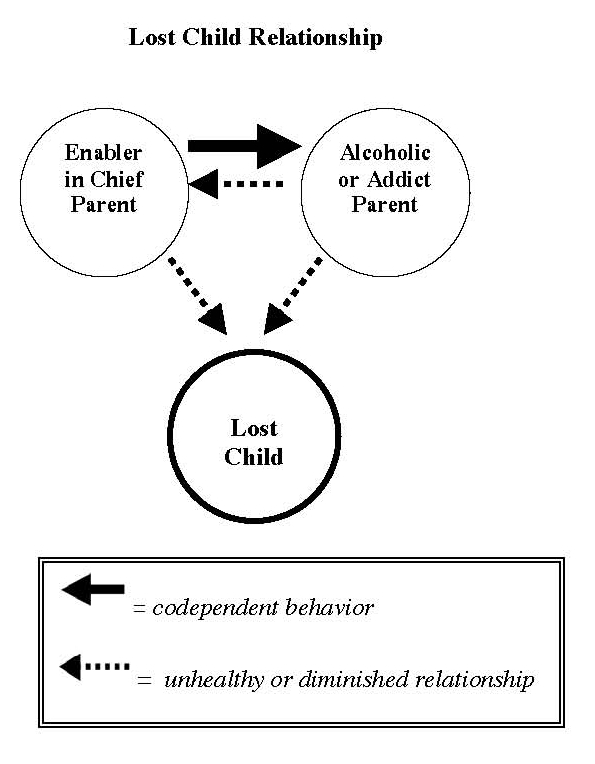 Lost Child Relationship
Enabler
in Chief
Parent
Alcoholic
or Addict
Parent
Lost
Child
= codependent behavior
= unhealthy or diminished relationship